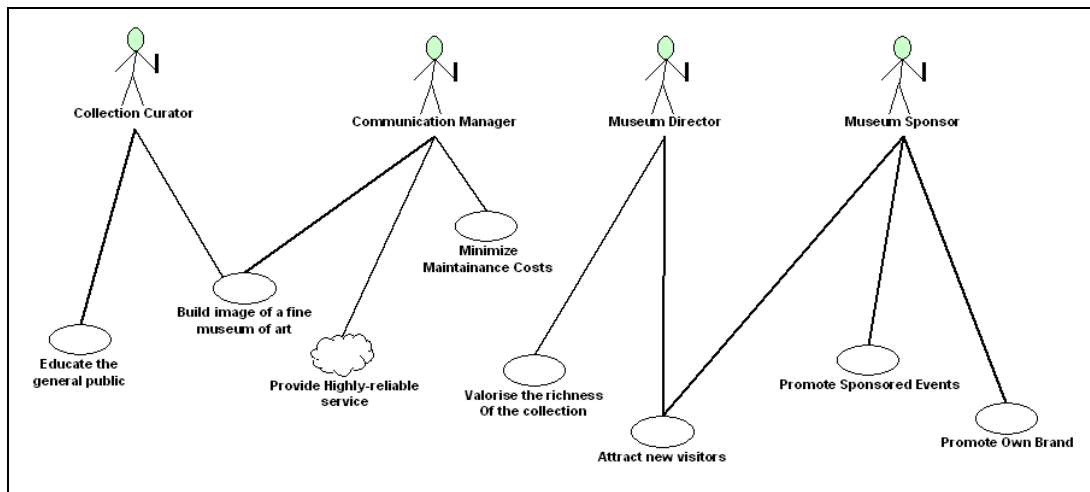 Collection Curator
Communication Manager
Museum Director
Museum Sponsor
Minimize
Maintainance Costs
Build image of a fine
museum of art
Educate the
general public
Provide Highly-reliable
service
Valorise the richness
Of the collection
Attract new visitors
Promote Sponsored Events
Promote Own Brand